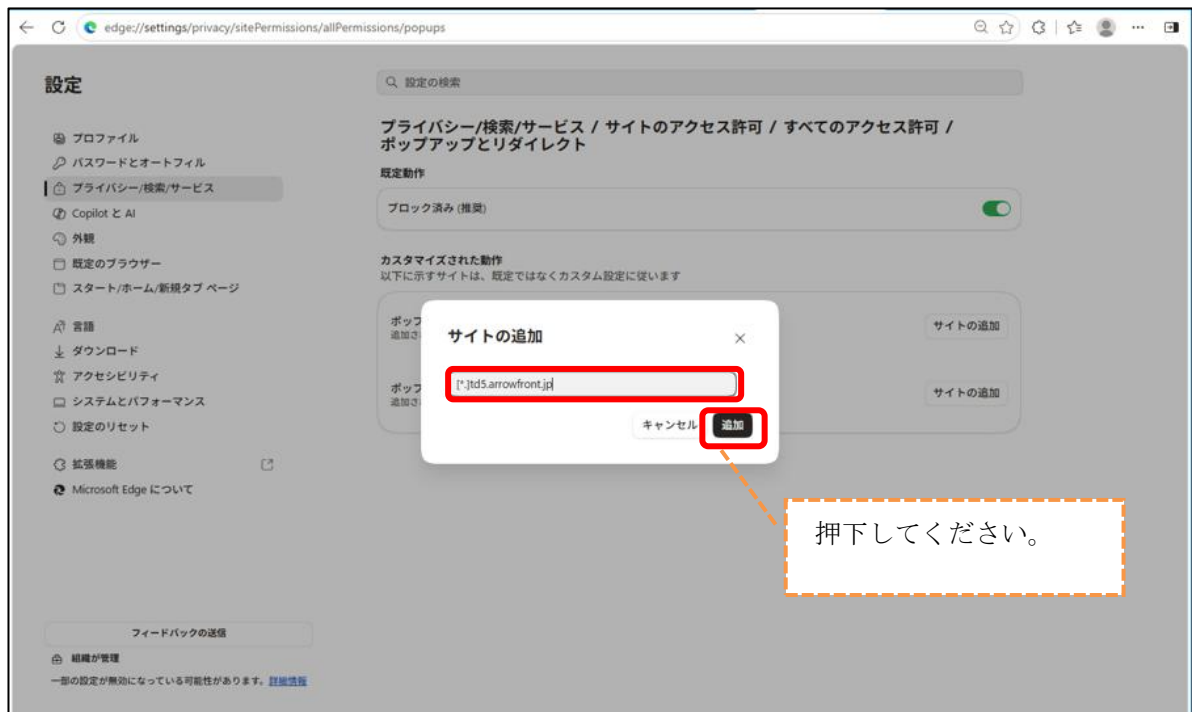 edge://settings/privacy/sitePermissions/allPermissions/popups
設定
設定の検索
プロファイル
パスワードとオートフィル
プライバシー/検索/サービス
Copilot と AI
外観
既定のブラウザー
スタート/ホーム/新規タブ ページ
言語
ダウンロード
アクセシビリティ
システムとパフォーマンス
設定のリセット
拡張機能
Microsoft Edge について
フィードバックの送信
組織が管理
一部の設定が無効になっている可能性があります。詳細情報
プライバシー/検索/サービス / サイトのアクセス許可 / すべてのアクセス許可 /
ポップアップとリダイレクト
既定動作
ブロック済み (推奨)
カスタマイズされた動作
以下に示すサイトは、既定ではなくカスタム設定に従います
ポップ
追加さ
サイトの追加
ポップ
追加さ
サイトの追加
サイトの追加
[*.]td5.arrowfront.jp
キャンセル
追加
押下してください。